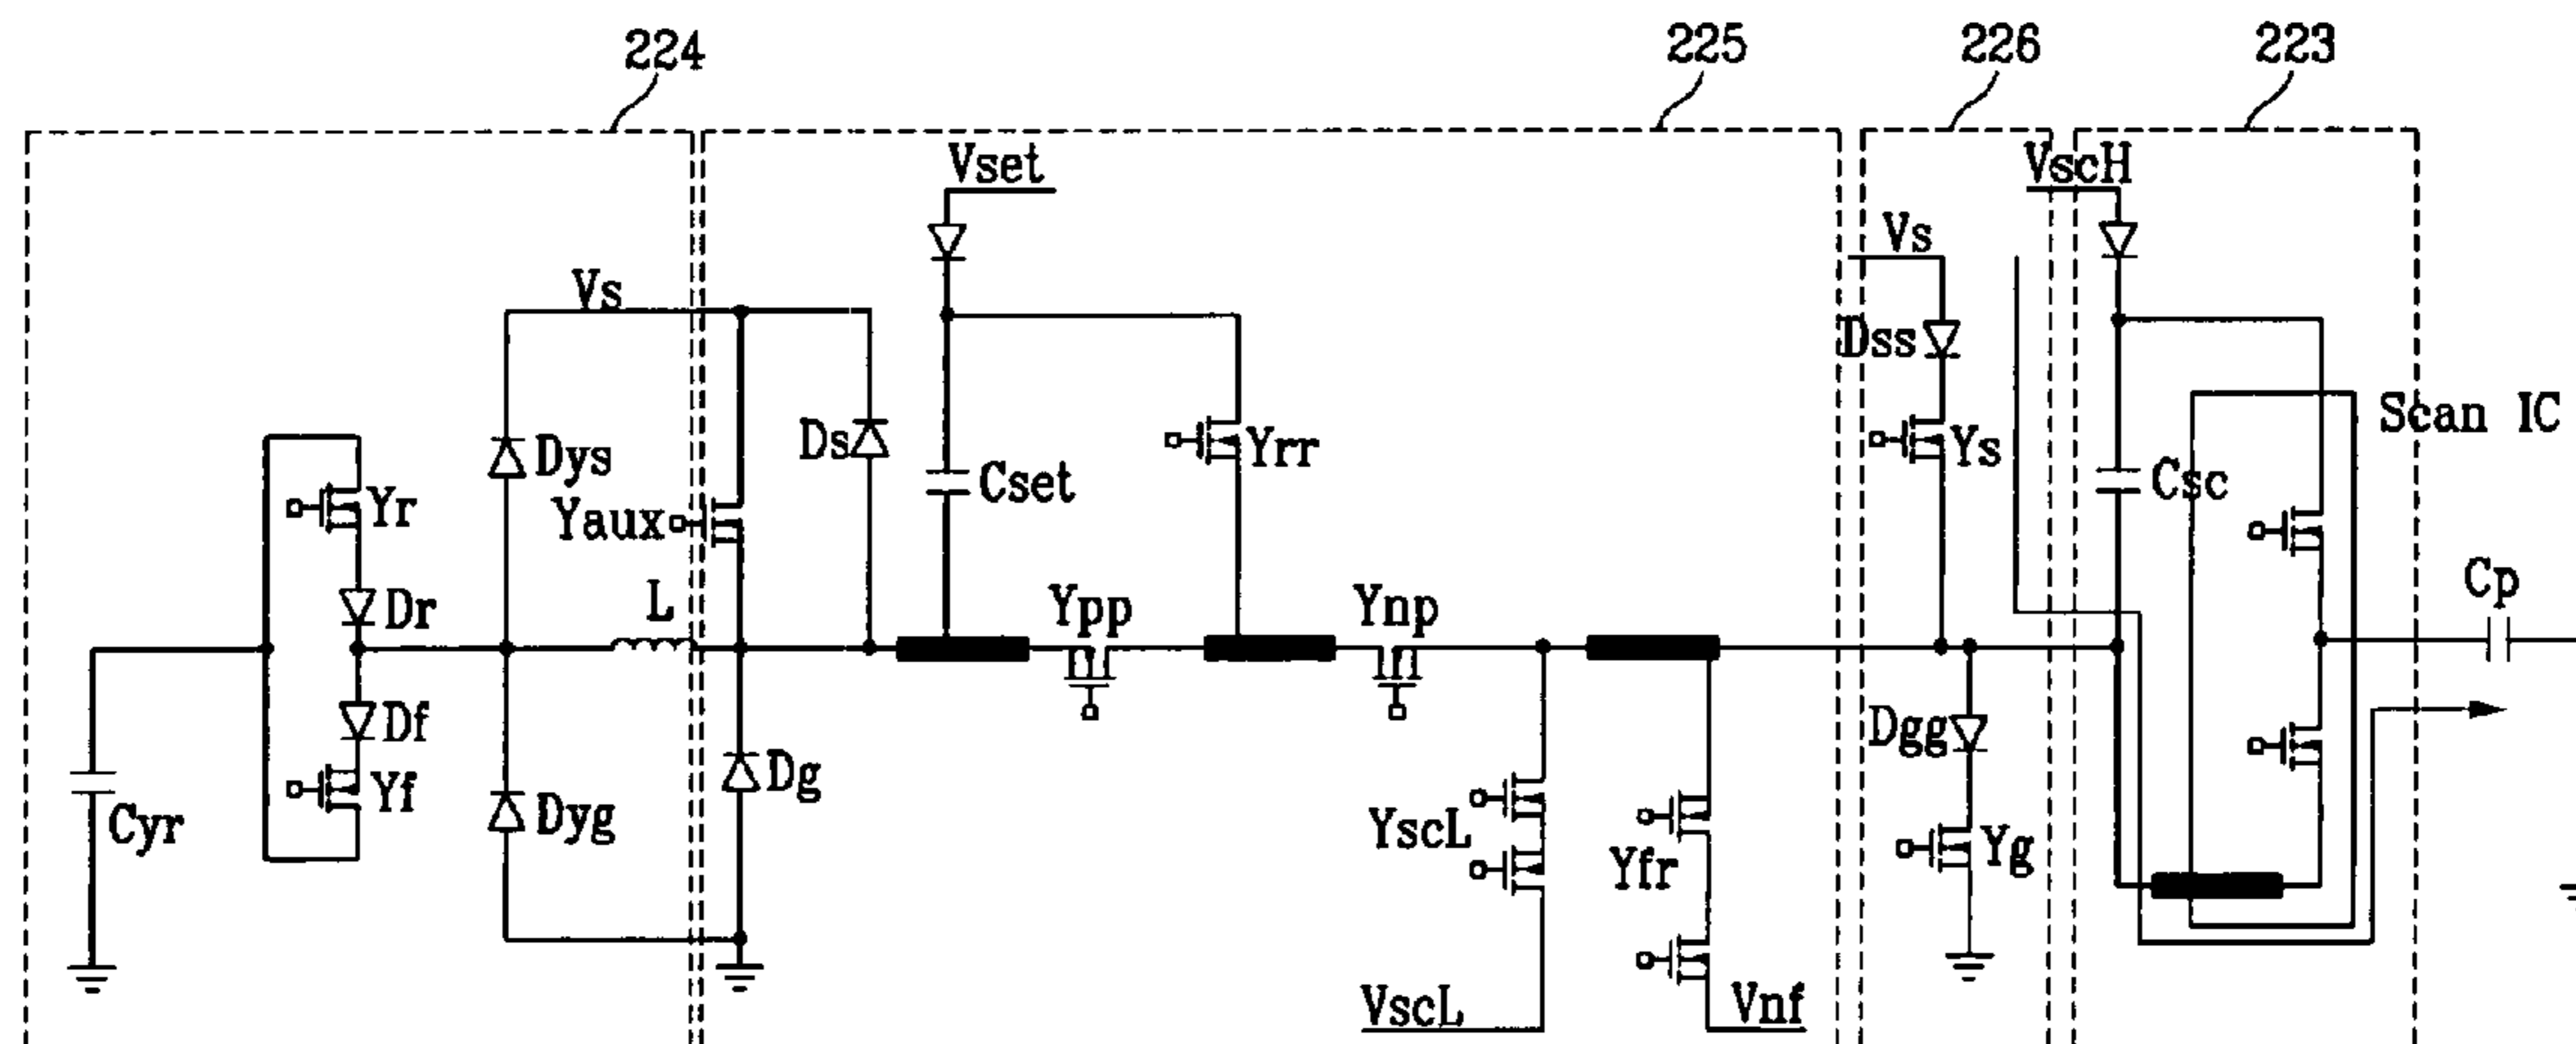 224
225
226
223
Vset
VscH
Vs
Vs
Dss
Scan IC
Dys
Ds
Yrr
Ys
Cset
Csc
Yr
Yaux
Dr
L
Ypp
Ynp
Cp
Df
Dgg
Dg
Yf
Cyr
Dyg
YscL
Yfr
Yg
VscL
Vnf